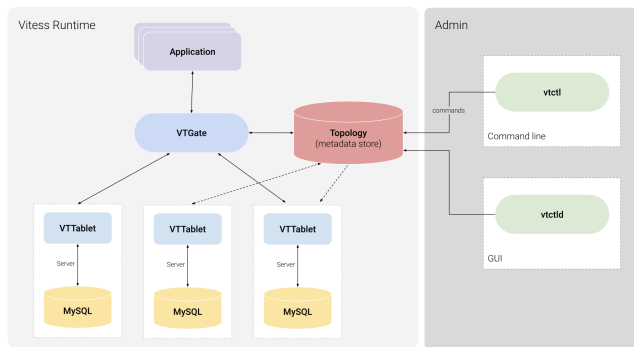 Vitess Runtime
Admin
Application
vtctl
commands
VTGate
Topology
(metadata store)
Command line
vtctld
VTTablet
VTTablet
VTTablet
GUI
Server
Server
Server
MySQL
MySQL
MySQL